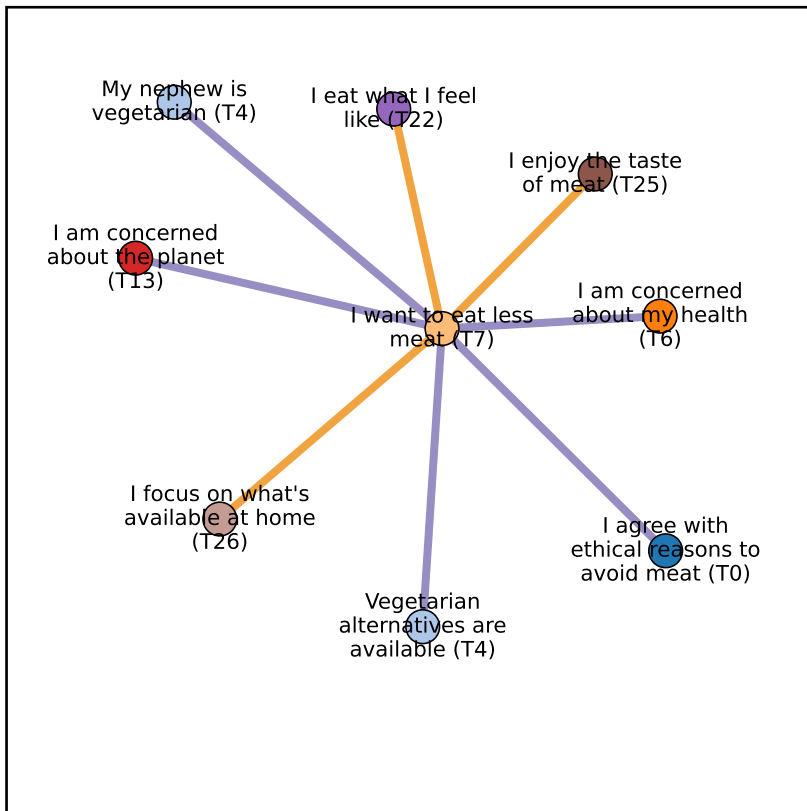 My nephew is
vegetarian (T4)
I eat what I feel
like (T22)
I enjoy the taste
of meat (T25)
I am concerned
about the planet
(T13)
I want to eat less
meat (T7)
I am concerned
about my health
(T6)
I focus on what's
available at home
(T26)
I agree with
ethical reasons to
avoid meat (T0)
Vegetarian
alternatives are
available (T4)